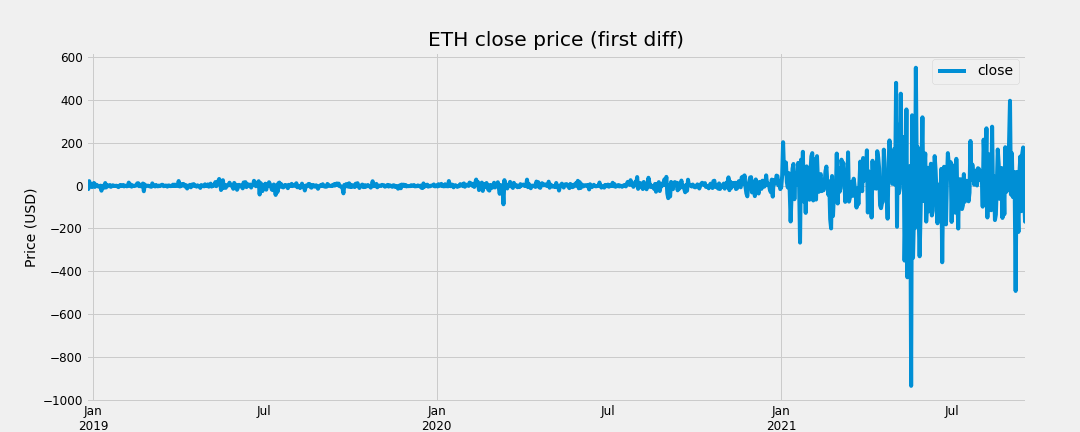 ETH close price (first diff)
close
Price (USD)
600
400
200
0
−200
−400
−600
−800
−1000
Jan Jul Jan Jul Jan Jul
2019 2020 2021